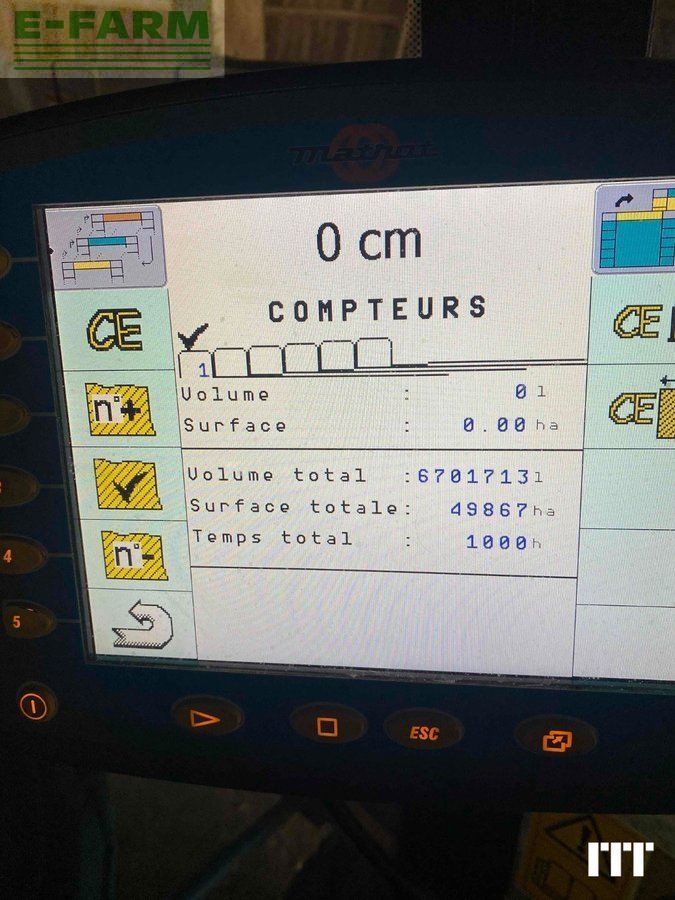 E-FARM
Matrot
0 cm
COMPTEURS
CE
CE
1
Volume : 0 l
n°+
CE
Surface : 0.00 ha
Volume total : 6701713 l
Surface totale : 49867 ha
n°-
Temps total : 1000 h
4
5
ESC
ITT